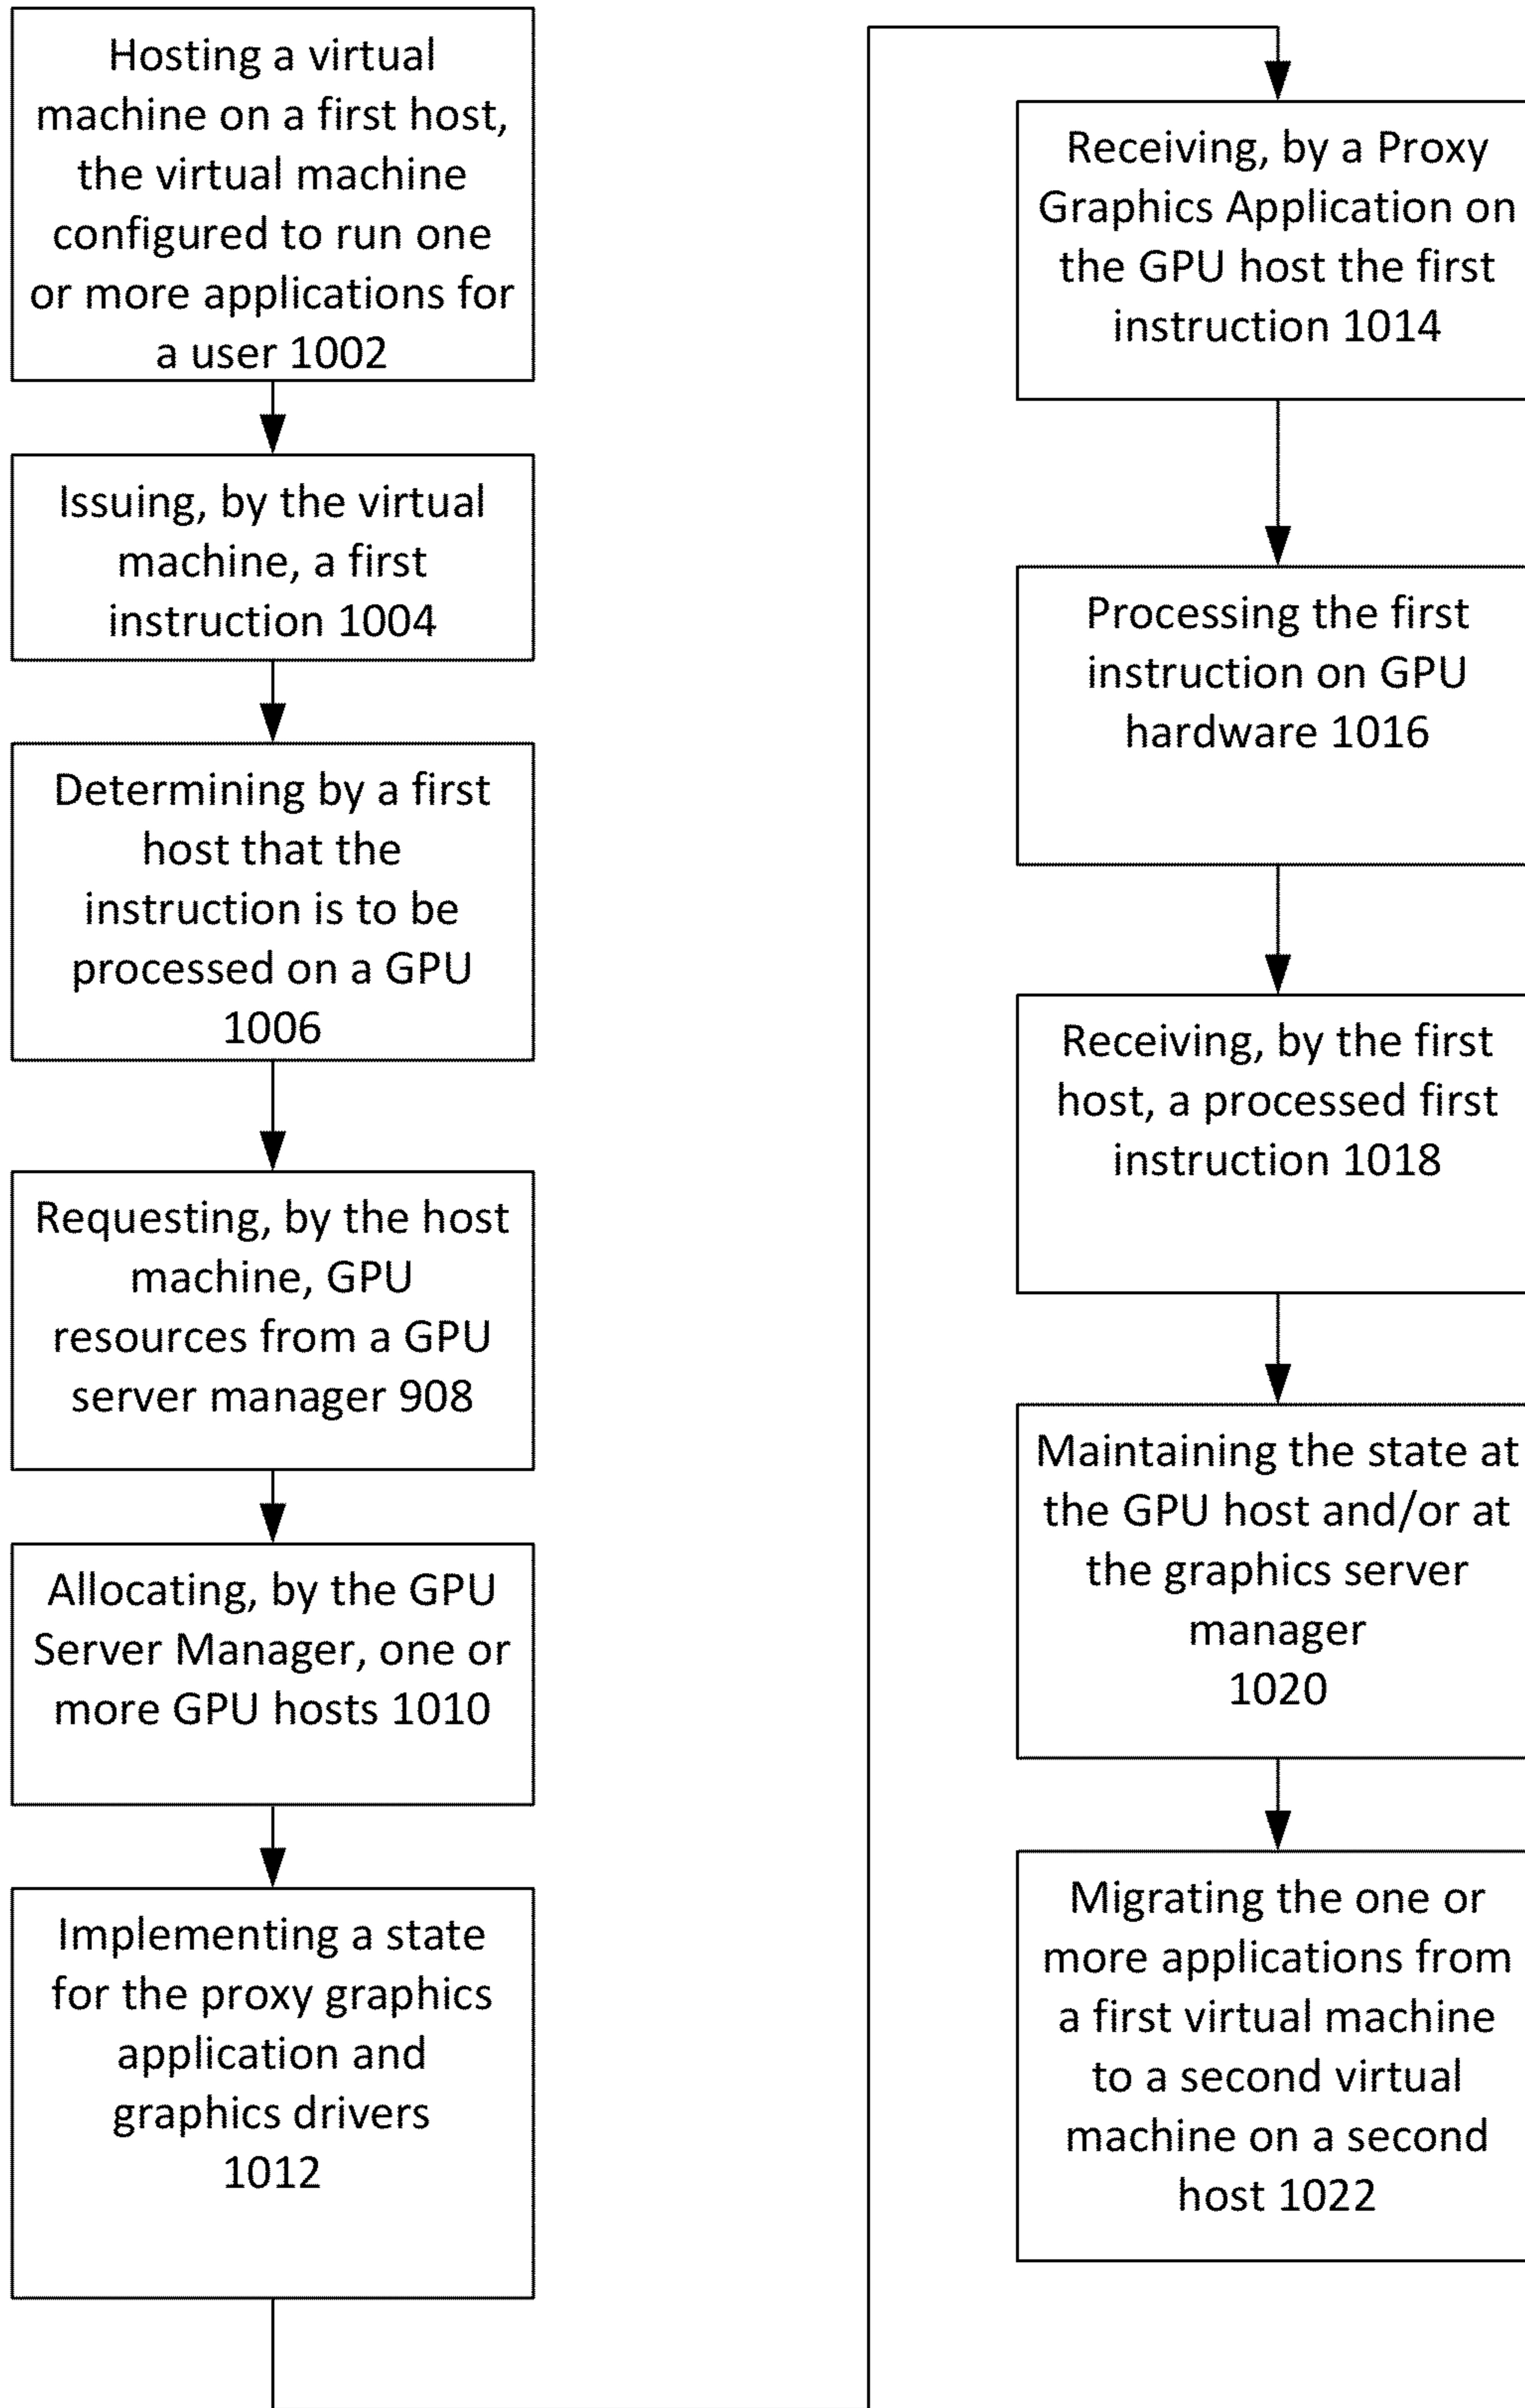 Hosting a virtual
machine on a first host,
the virtual machine
configured to run one
or more applications for
a user 1002
Issuing, by the virtual
machine, a first
instruction 1004
Determining by a first
host that the
instruction is to be
processed on a GPU
1006
Requesting, by the host
machine, GPU
resources from a GPU
server manager 908
Allocating, by the GPU
Server Manager, one or
more GPU hosts 1010
Implementing a state
for the proxy graphics
application and
graphics drivers
1012
Receiving, by a Proxy
Graphics Application on
the GPU host the first
instruction 1014
Processing the first
instruction on GPU
hardware 1016
Receiving, by the first
host, a processed first
instruction 1018
Maintaining the state at
the GPU host and/or at
the graphics server
manager
1020
Migrating the one or
more applications from
a first virtual machine
to a second virtual
machine on a second
host 1022